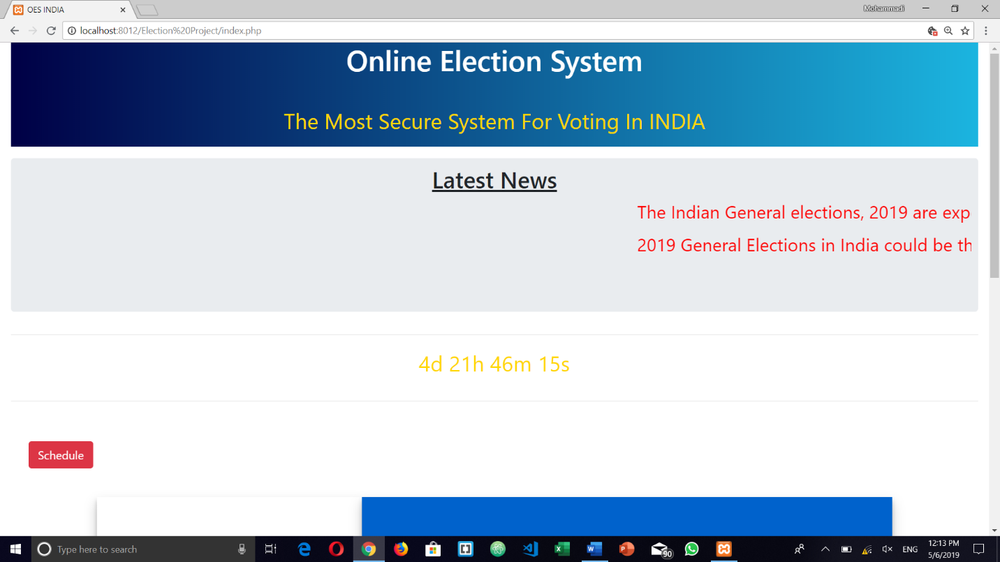 OES INDIA
Mohammadi
localhost:8012/Election%20Project/index.php
Online Election System
The Most Secure System For Voting In INDIA
Latest News
The Indian General elections, 2019 are exp
2019 General Elections in India could be th
4d 21h 46m 15s
Schedule
Type here to search
90
ENG
12:13 PM
5/6/2019